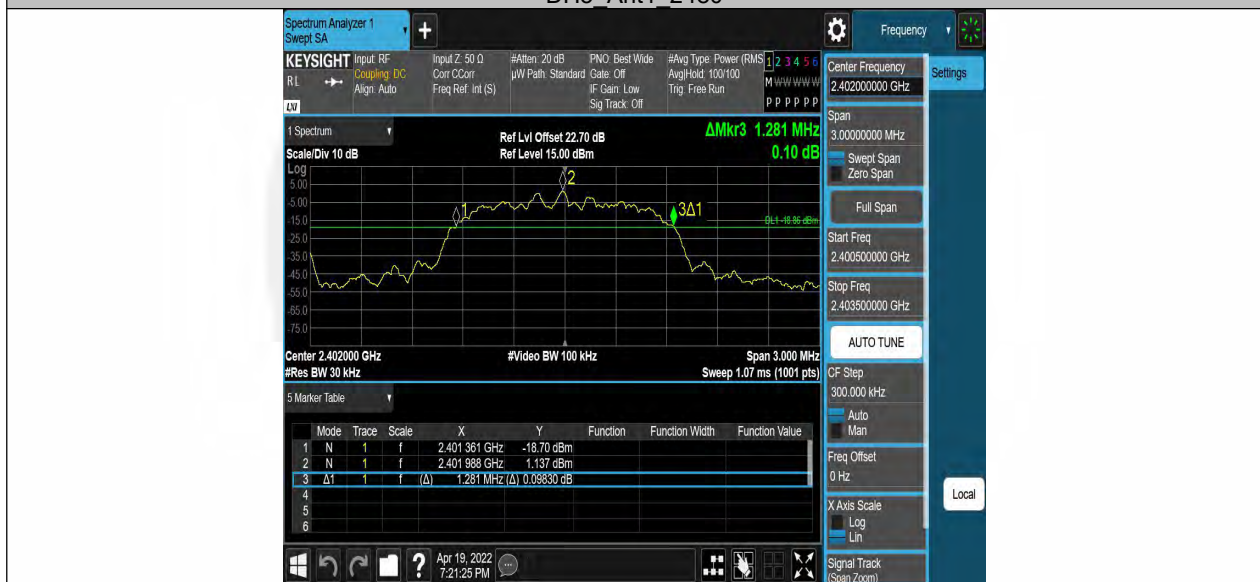 Spectrum Analyzer 1
Swept SA
+
Frequency
KEYSIGHT Input: RF Input Z: 50 Ω #Atten: 20 dB PNO: Best Wide #Avg Type: Power (RMS 1 2 3 4 5 6
RL Coupling: DC Corr CCorr µW Path: Standard Gate: Off Avg|Hold: 100/100 M W W W W W
Align: Auto Freq Ref: Int (S) IF Gain: Low Trig: Free Run
LXI Sig Track: Off P P P P P P
Center Frequency
2.402000000 GHz
Settings
Span
3.00000000 MHz
Swept Span
Zero Span
Full Span
Start Freq
2.400500000 GHz
Stop Freq
2.403500000 GHz
AUTO TUNE
CF Step
300.000 kHz
Auto
Man
Freq Offset
0 Hz
X Axis Scale
Log
Lin
Signal Track
(Span Zoom)
Local
1 Spectrum
Ref Lvl Offset 22.70 dB
ΔMkr3 1.281 MHz
Scale/Div 10 dB
Ref Level 15.00 dBm
0.10 dB
Log
5.00
-5.00
-15.0
-25.0
-35.0
-45.0
-55.0
-65.0
-75.0
1
2
3Δ1
DL1 -18.86 dBm
Center 2.402000 GHz #Video BW 100 kHz Span 3.000 MHz
#Res BW 30 kHz Sweep 1.07 ms (1001 pts)
5 Marker Table
Mode Trace Scale X Y Function Function Width Function Value
1 N 1 f 2.401 361 GHz -18.70 dBm
2 N 1 f 2.401 988 GHz 1.137 dBm
3 Δ1 1 f (Δ) 1.281 MHz (Δ) 0.09830 dB
4
5
6
?
Apr 19, 2022
7:21:25 PM